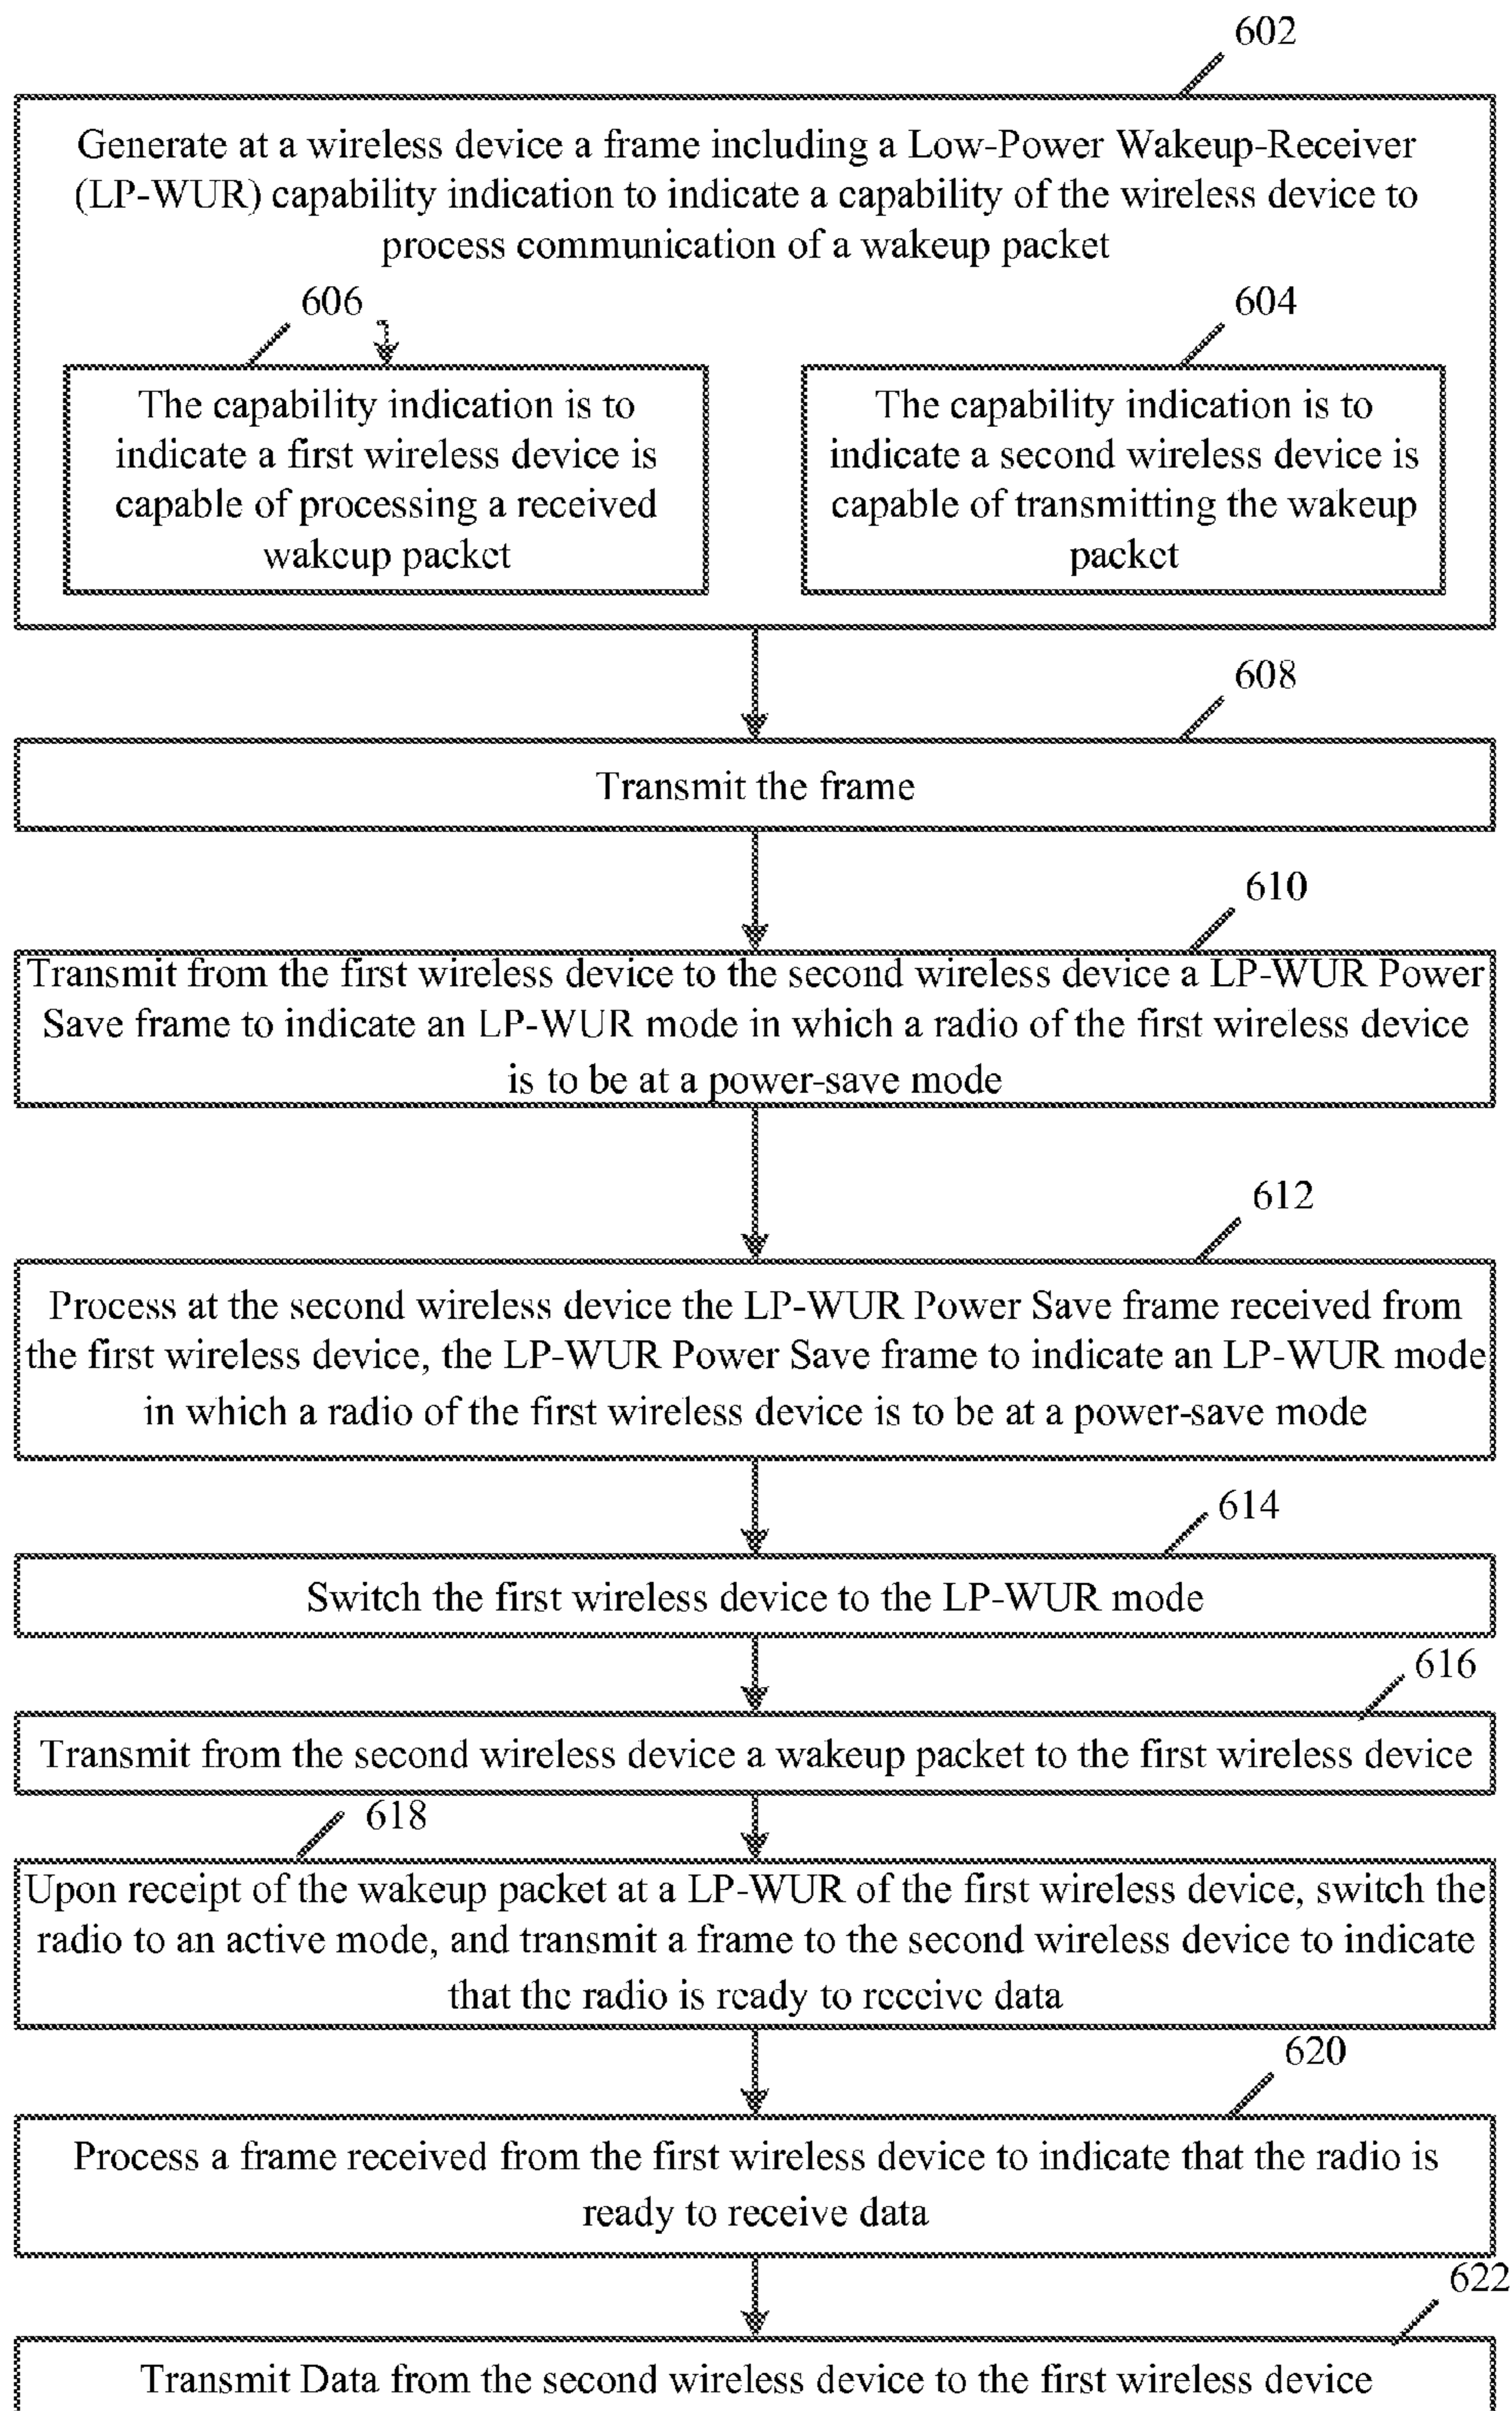 602
Generate at a wireless device a frame including a Low-Power Wakeup-Receiver
(LP-WUR) capability indication to indicate a capability of the wireless device to
process communication of a wakeup packet
606
604
The capability indication is to
indicate a first wireless device is
capable of processing a received
wakeup packet
The capability indication is to
indicate a second wireless device is
capable of transmitting the wakeup
packet
608
Transmit the frame
610
Transmit from the first wireless device to the second wireless device a LP-WUR Power
Save frame to indicate an LP-WUR mode in which a radio of the first wireless device
is to be at a power-save mode
612
Process at the second wireless device the LP-WUR Power Save frame received from
the first wireless device, the LP-WUR Power Save frame to indicate an LP-WUR mode
in which a radio of the first wireless device is to be at a power-save mode
614
Switch the first wireless device to the LP-WUR mode
616
Transmit from the second wireless device a wakeup packet to the first wireless device
618
Upon receipt of the wakeup packet at a LP-WUR of the first wireless device, switch the
radio to an active mode, and transmit a frame to the second wireless device to indicate
that the radio is ready to receive data
620
Process a frame received from the first wireless device to indicate that the radio is
ready to receive data
622
Transmit Data from the second wireless device to the first wireless device